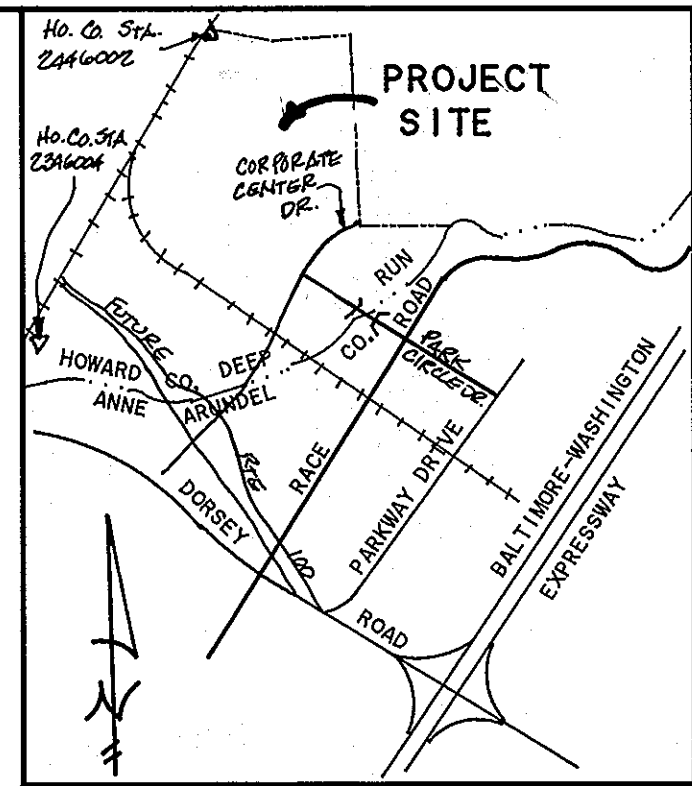 HO. CO. STA.
2446002
PROJECT
SITE
HO. CO. STA
2346004
CORPORATE
CENTER
DR.
RUN
ROAD
PARK
CIRCLE DR.
FUTURE
CO.
HOWARD
CO.
DEEP
ANNE
ARUNDEL
BALTIMORE-WASHINGTON
EXPRESSWAY
RTE
100
RACE
PARKWAY DRIVE
DORSEY
ROAD
N